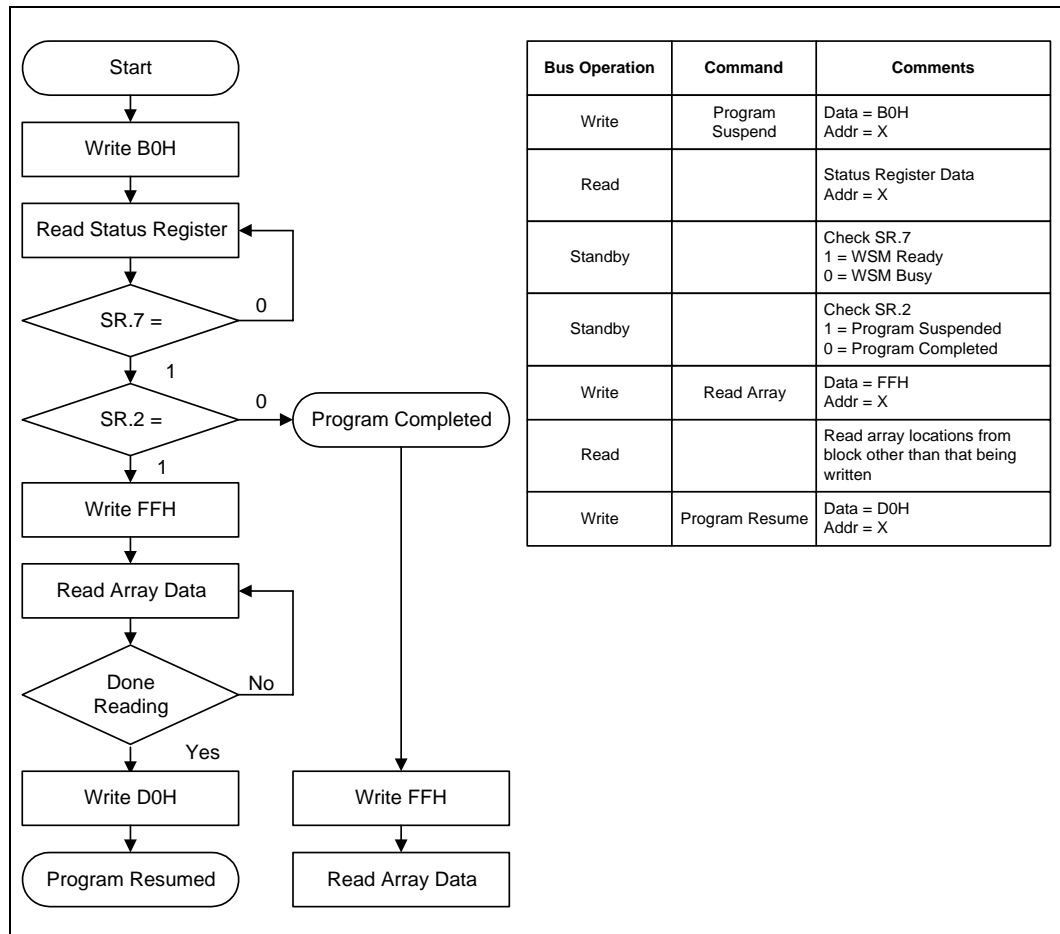 Start
Write B0H
Read Status Register
SR.7 =
0
1
SR.2 =
0
Program Completed
1
Write FFH
Read Array Data
Done
Reading
No
Yes
Write D0H
Write FFH
Program Resumed
Read Array Data
Bus Operation
Command
Comments
Write
Program
Suspend
Data = B0H
Addr = X
Read
Status Register Data
Addr = X
Standby
Check SR.7
1 = WSM Ready
0 = WSM Busy
Standby
Check SR.2
1 = Program Suspended
0 = Program Completed
Write
Read Array
Data = FFH
Addr = X
Read
Read array locations from
block other than that being
written
Write
Program Resume
Data = D0H
Addr = X